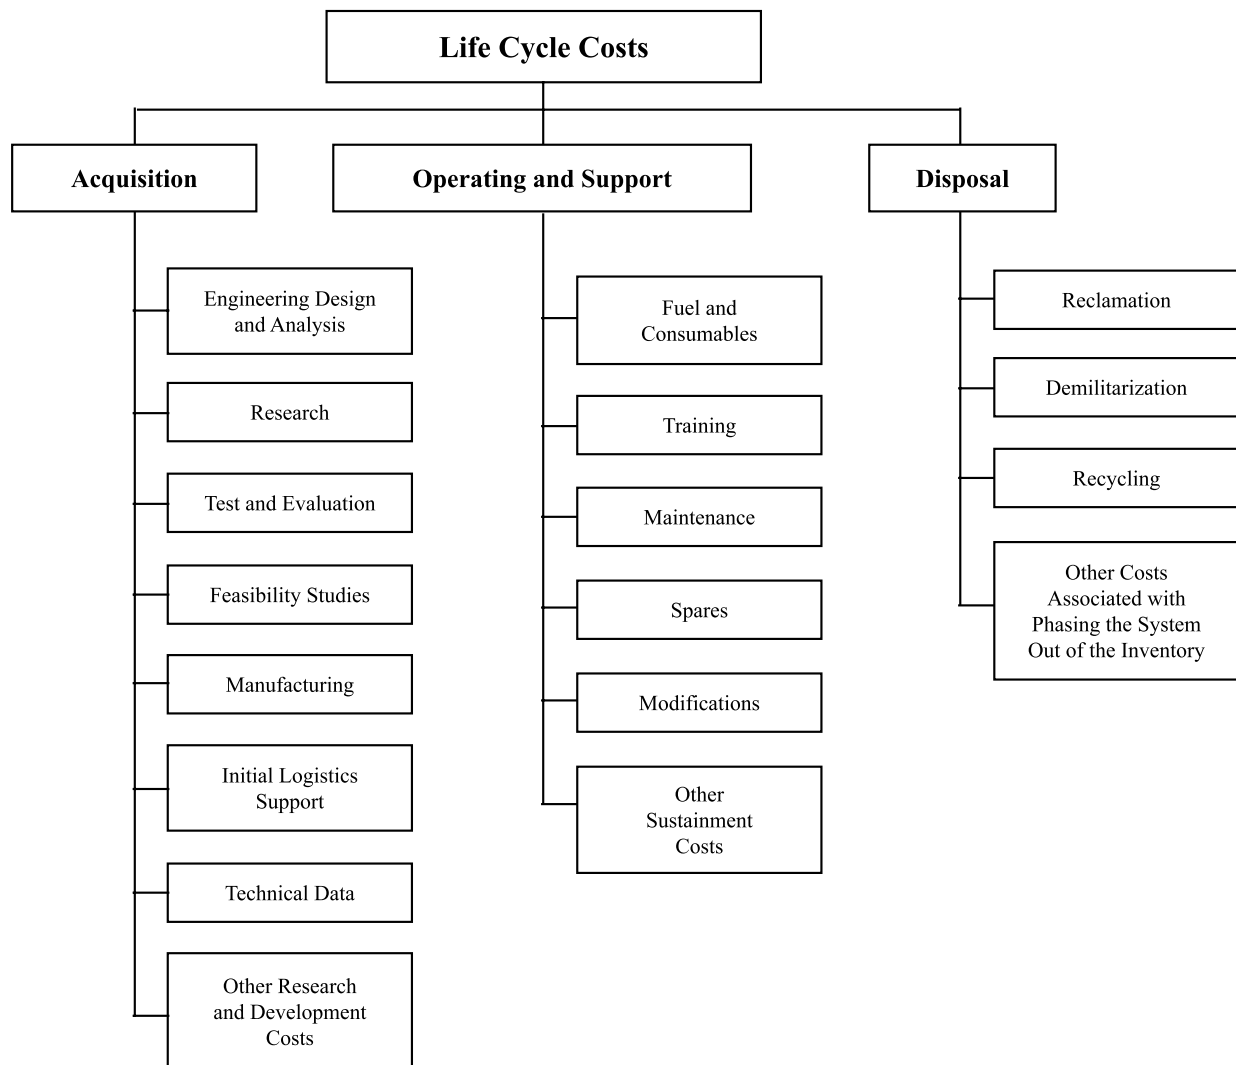 Life Cycle Costs
Acquisition
Operating and Support
Disposal
Engineering Design
and Analysis
Research
Test and Evaluation
Feasibility Studies
Manufacturing
Initial Logistics
Support
Technical Data
Other Research
and Development
Costs
Fuel and
Consumables
Training
Maintenance
Spares
Modifications
Other
Sustainment
Costs
Reclamation
Demilitarization
Recycling
Other Costs
Associated with
Phasing the System
Out of the Inventory